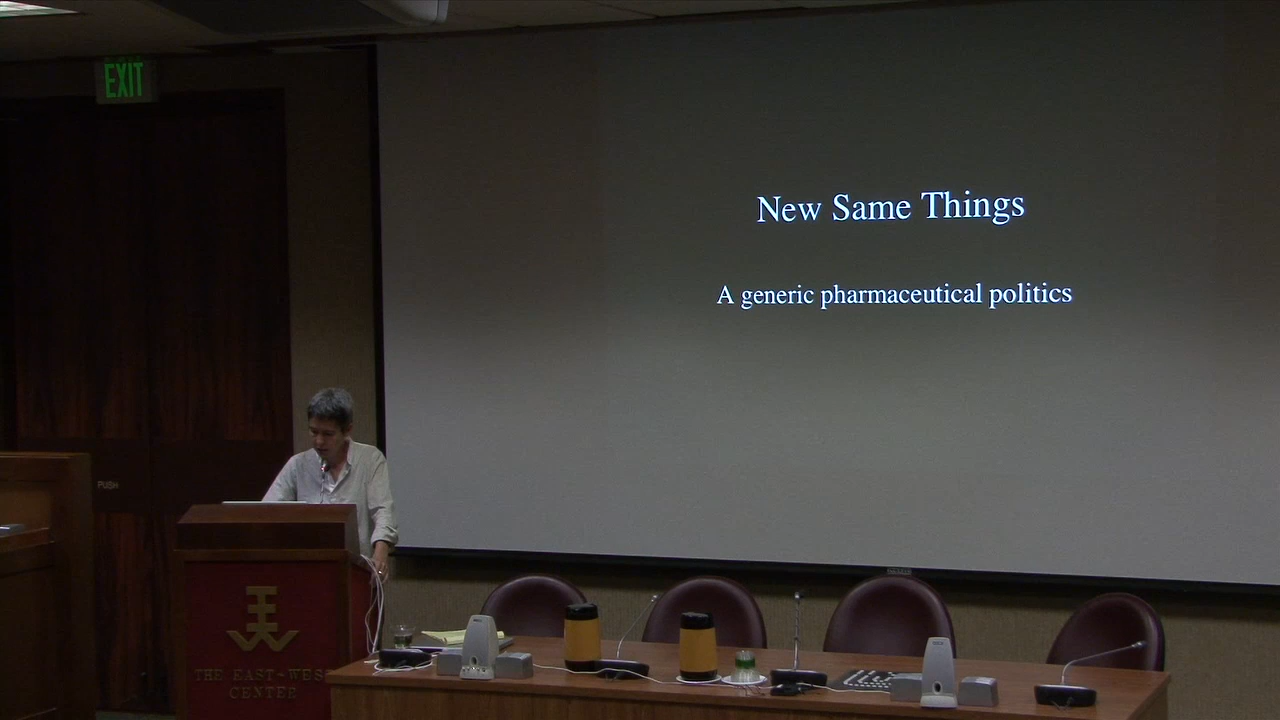 EXIT
New Same Things
A generic pharmaceutical politics
PUSH
THE EAST-WEST
CENTER